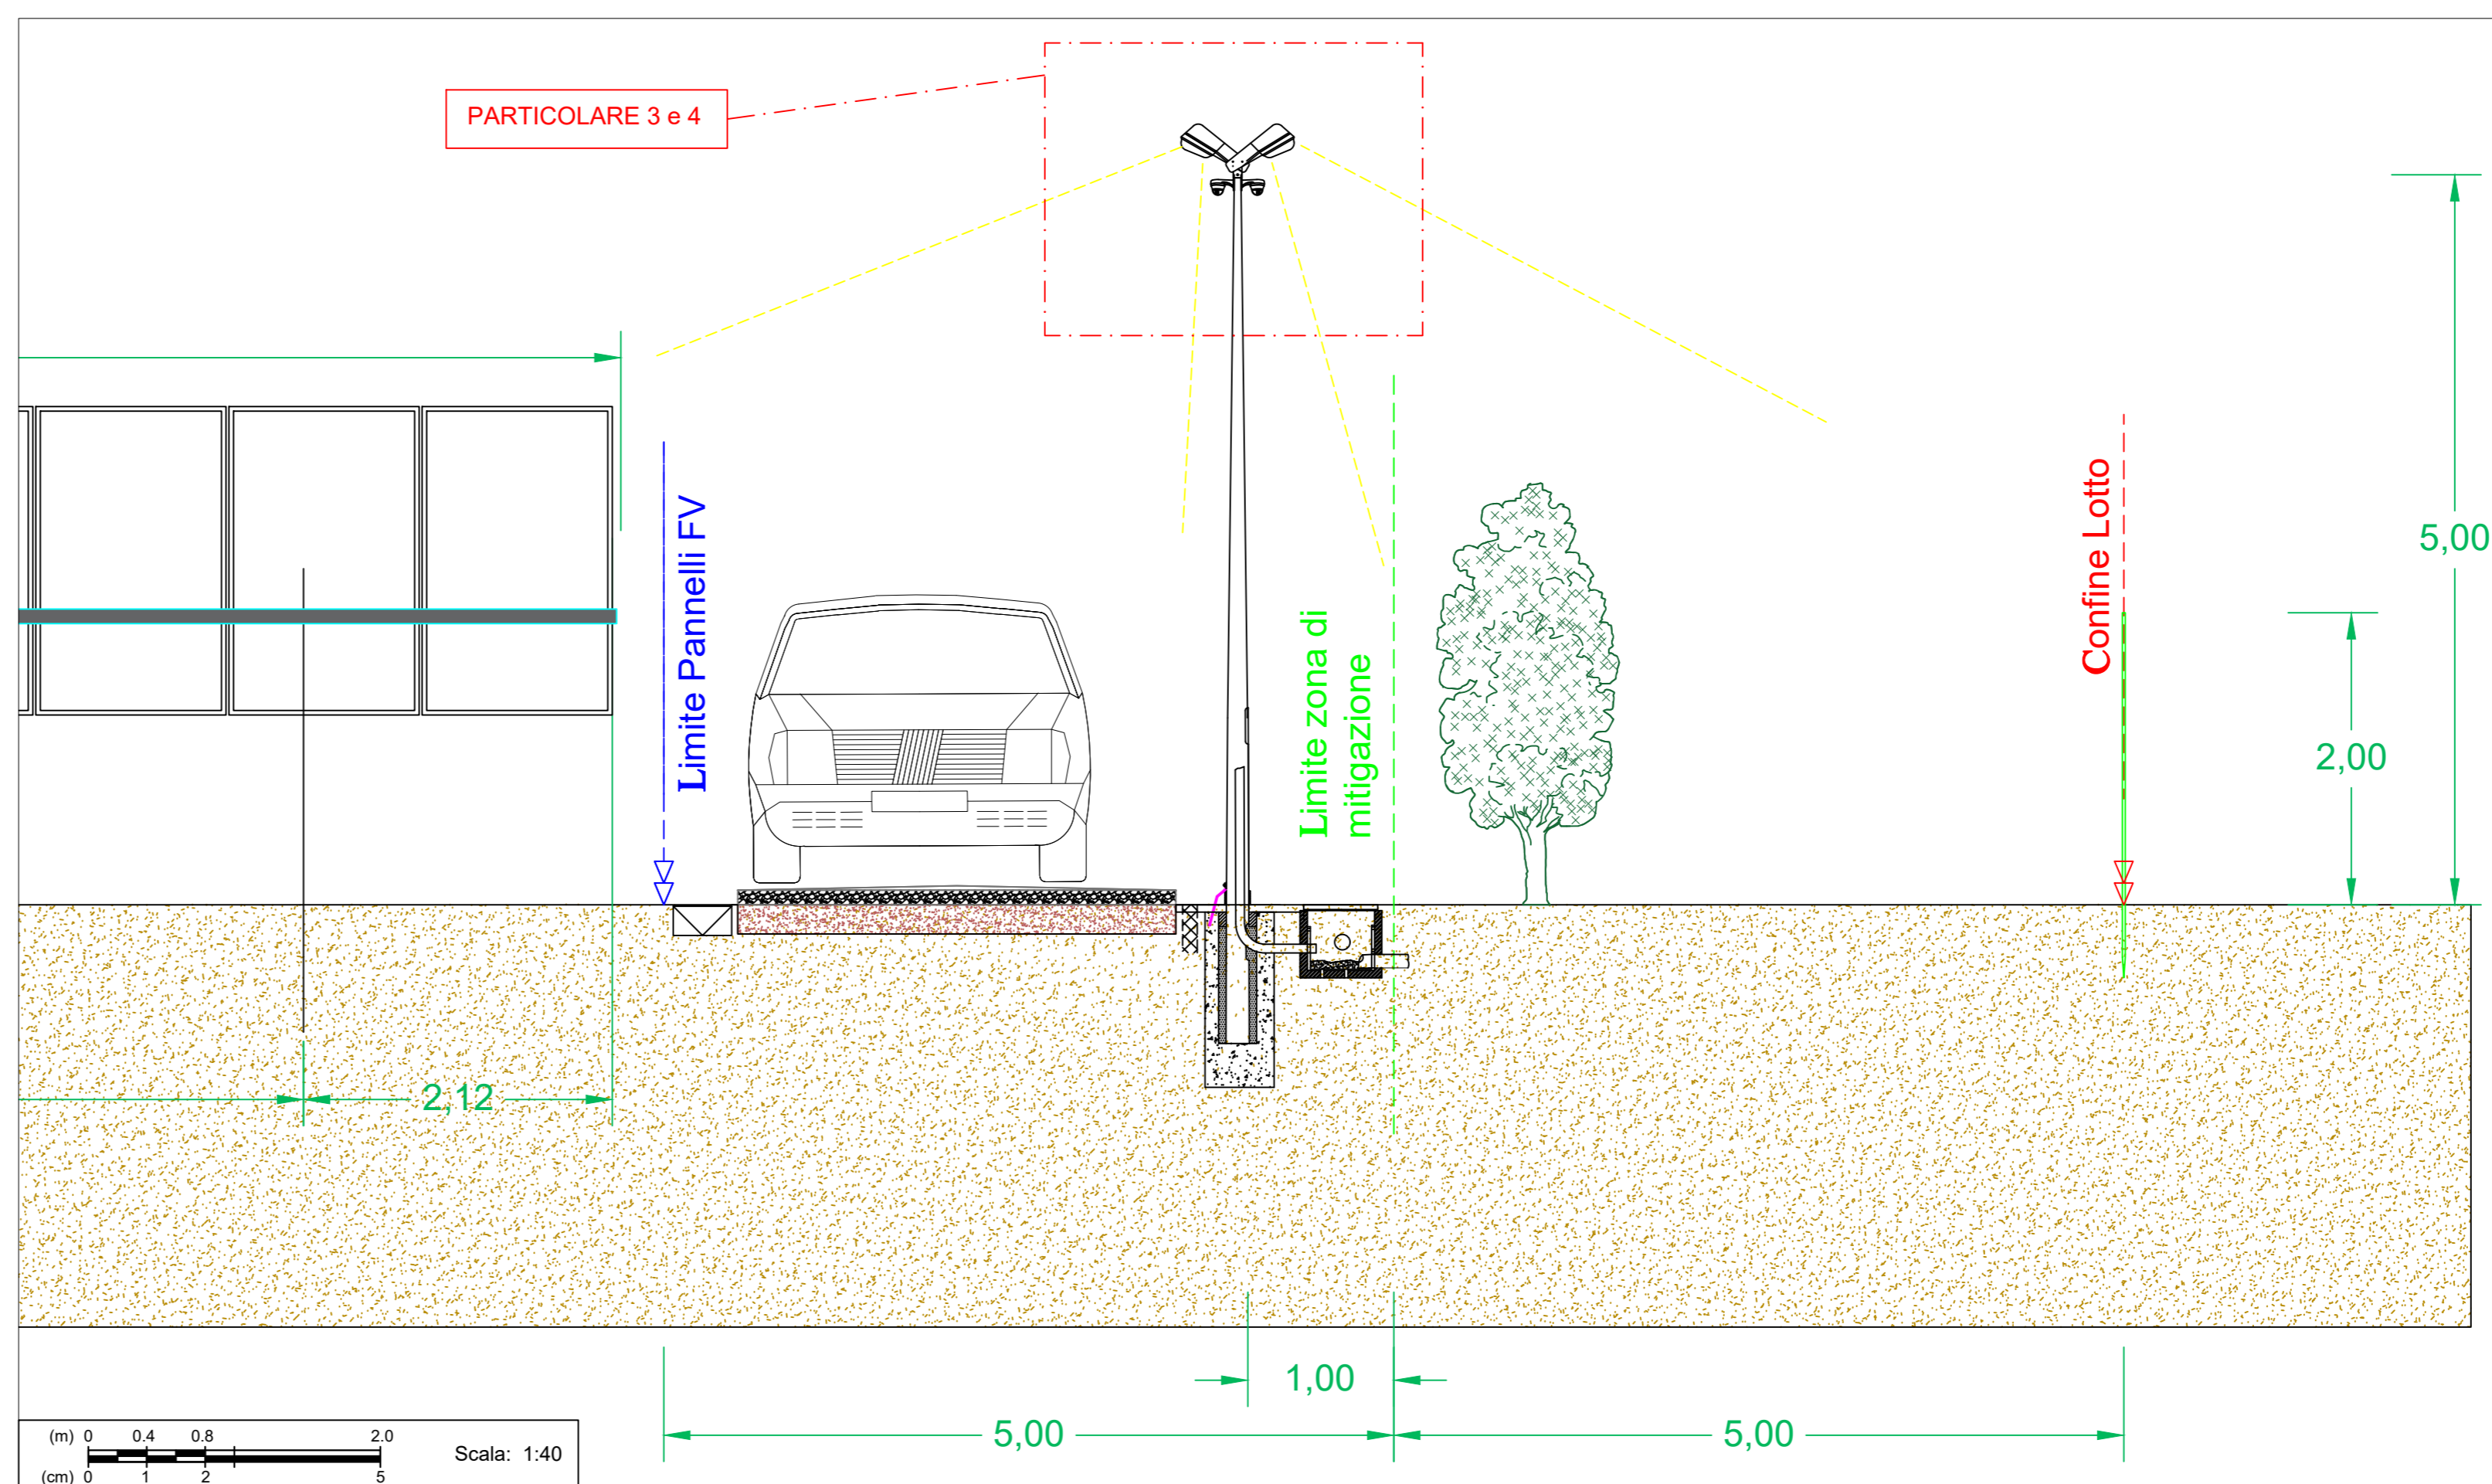 PARTICOLARE 3 e 4
Limite Pannelli FV
Limite zona di
mitigazione
Confine Lotto
5,00
2,00
2,12
1,00
5,00
5,00
(m) 0 0.4 0.8 2.0
Scala: 1:40
(cm) 0 1 2 5